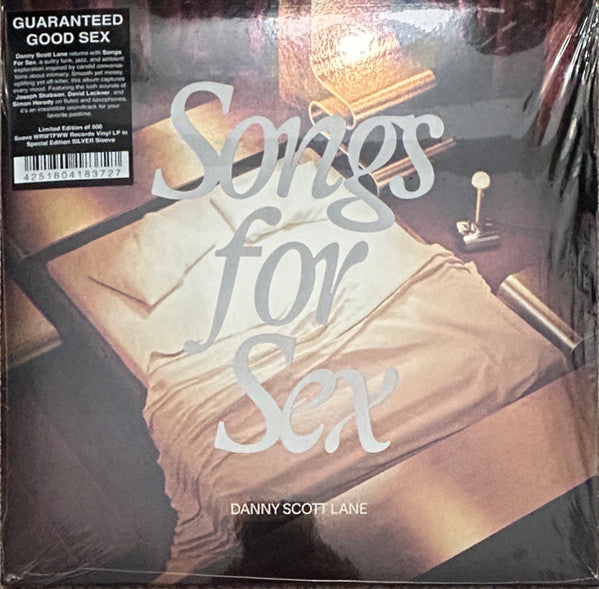 GUARANTEED
GOOD SEX
Danny Scott Lane returns with Songs
For Sex, a sultry funk, jazz, and ambient
exploration inspired by candid conversa-
tions about intimacy. Smooth yet messy,
uplifting yet off-kilter, this album captures
every mood. Featuring the lush sounds of
Joseph Shabason, David Lackner, and
Simon Heredy on flutes and saxophones,
it's an irresistible soundtrack for your
favorite pastime.
Limited Edition of 500
Suave WRWTFWW Records Vinyl LP in
Special Edition SILVER Sleeve
4251804183727
Songs
for
Sex
DANNY SCOTT LANE